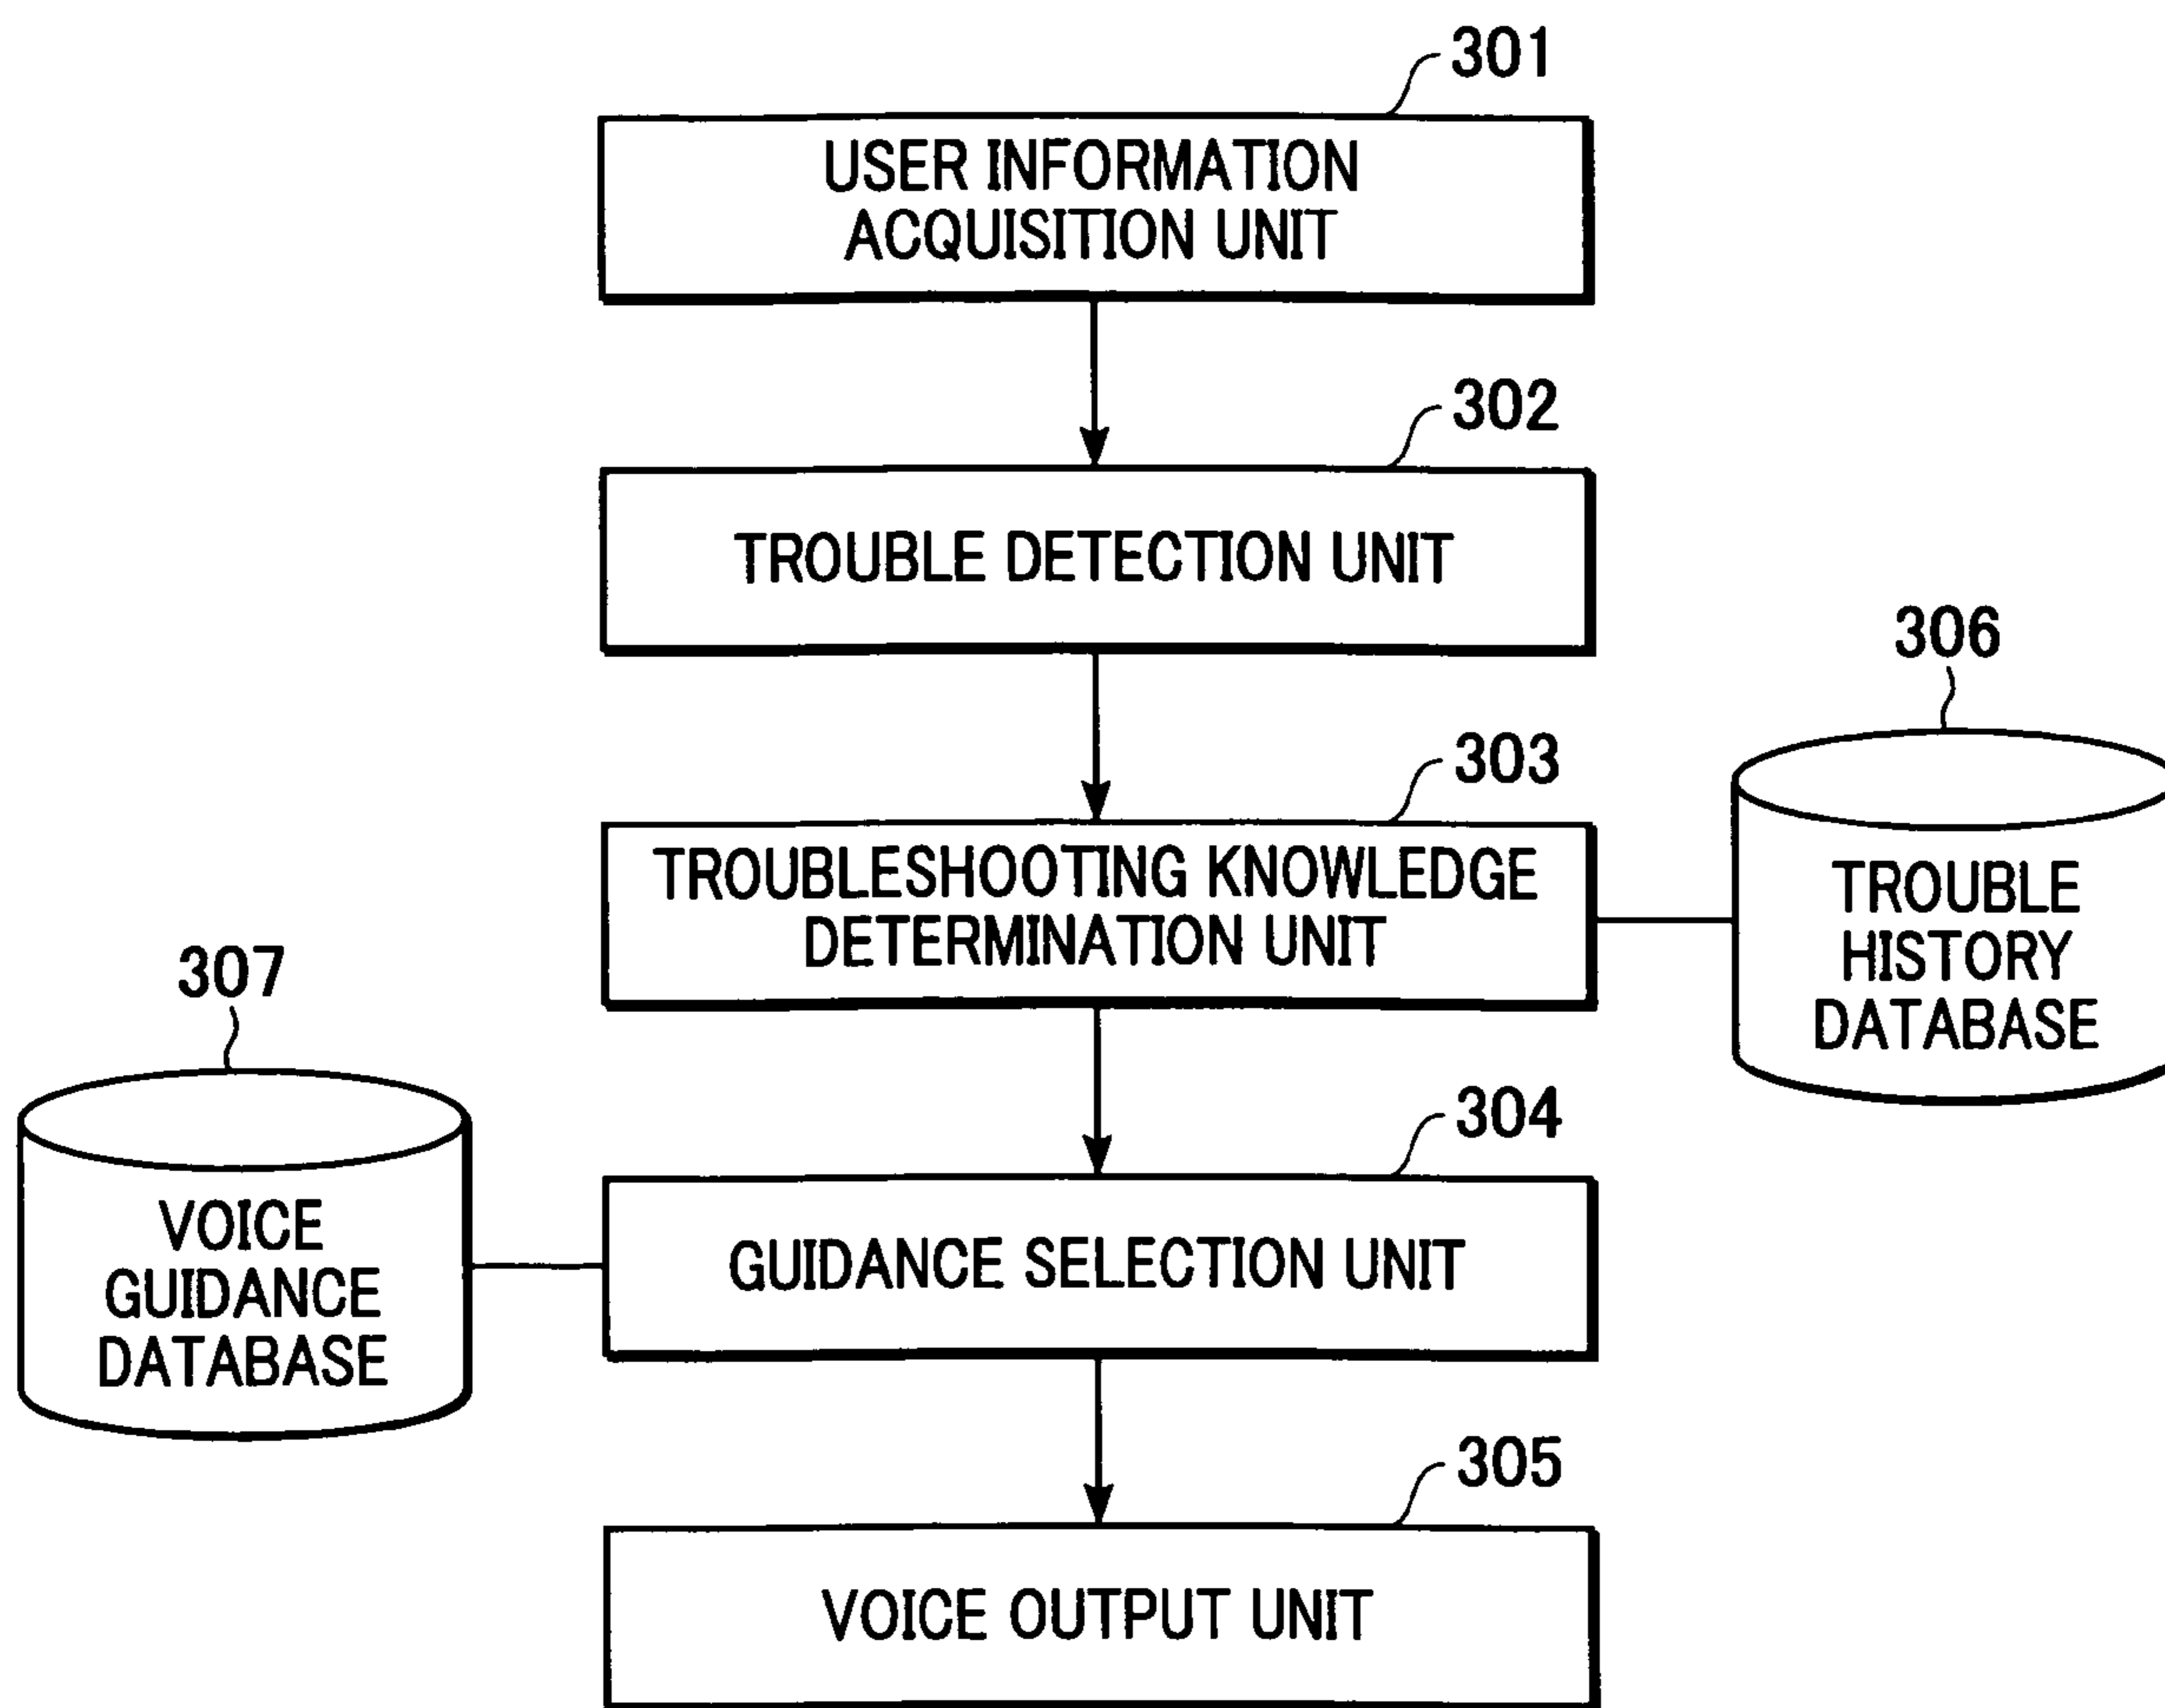 301
USER INFORMATION
ACQUISITION UNIT
302
TROUBLE DETECTION UNIT
303
TROUBLESHOOTING KNOWLEDGE
DETERMINATION UNIT
306
TROUBLE
HISTORY
DATABASE
307
VOICE
GUIDANCE
DATABASE
304
GUIDANCE SELECTION UNIT
305
VOICE OUTPUT UNIT